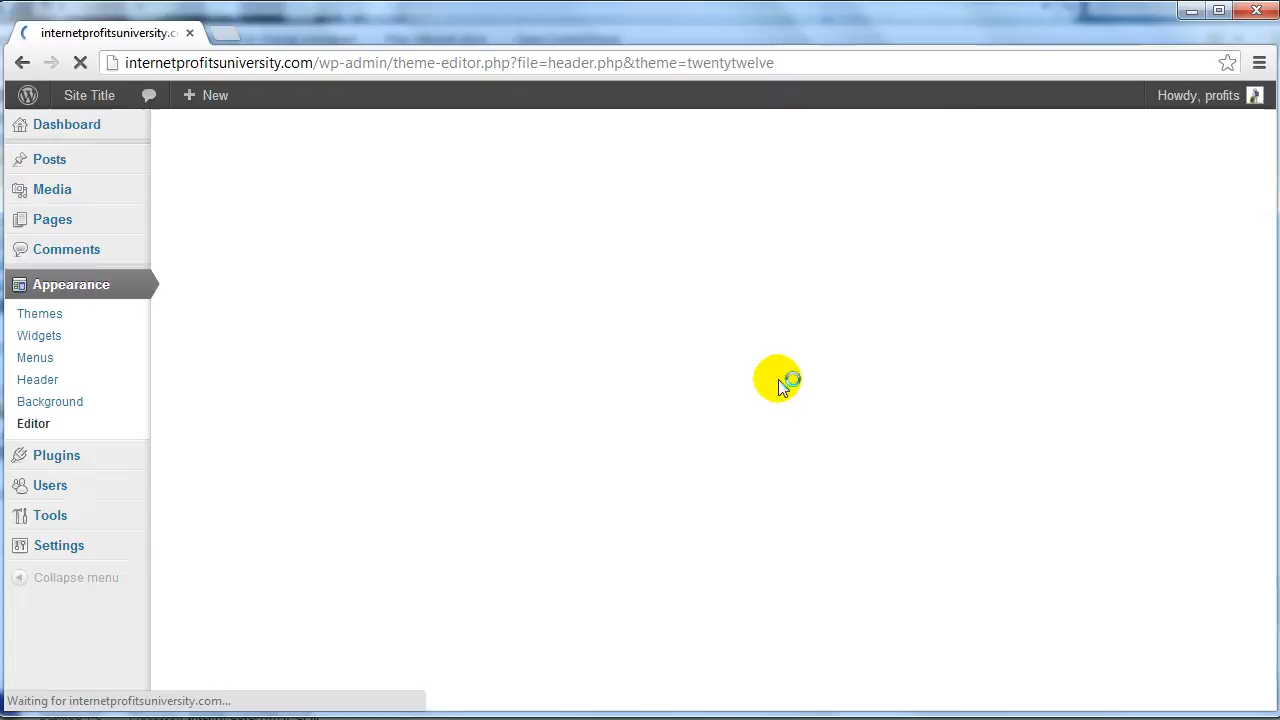 internetprofitsuniversity.c
internetprofitsuniversity.com/wp-admin/theme-editor.php?file=header.php&theme=twentytwelve
Site Title
New
Howdy, profits
Dashboard
Posts
Media
Pages
Comments
Appearance
Themes
Widgets
Menus
Header
Background
Editor
Plugins
Users
Tools
Settings
Collapse menu
Waiting for internetprofitsuniversity.com...